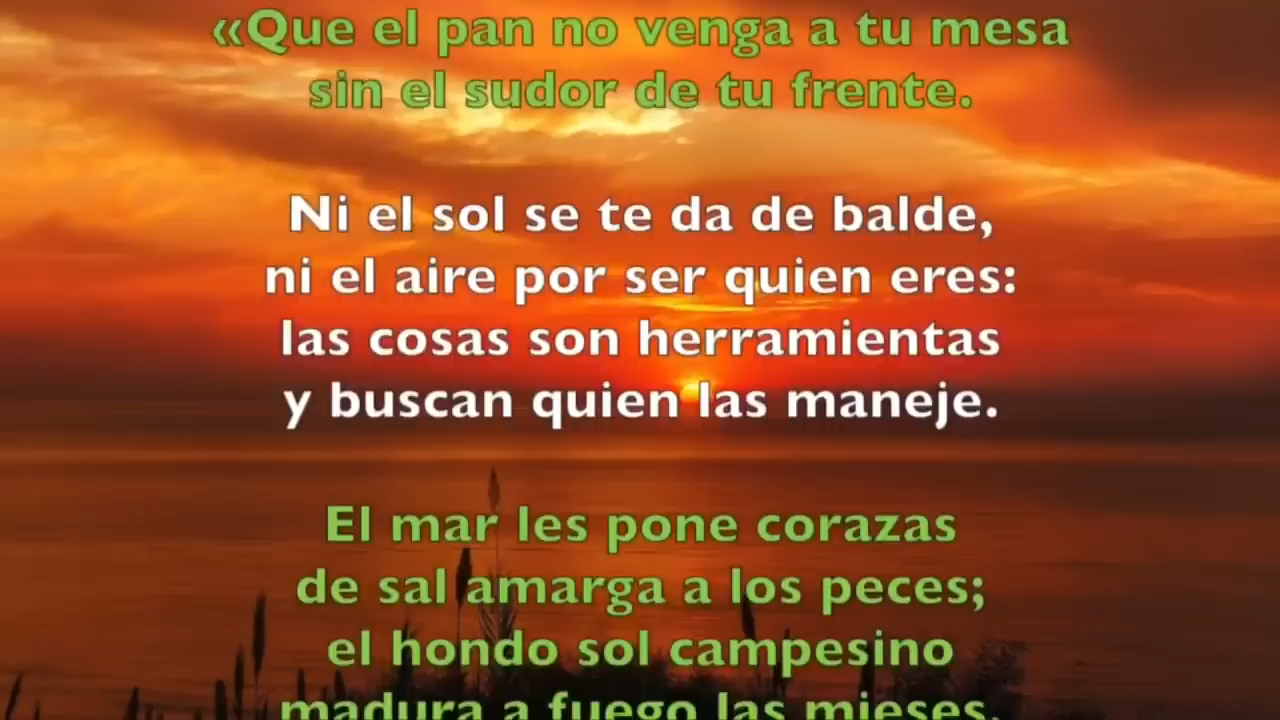 «Que el pan no venga a tu mesa
sin el sudor de tu frente.
Ni el sol se te da de balde,
ni el aire por ser quien eres:
las cosas son herramientas
y buscan quien las maneje.
El mar les pone corazas
de sal amarga a los peces;
el hondo sol campesino
madura a fuego las mieses.